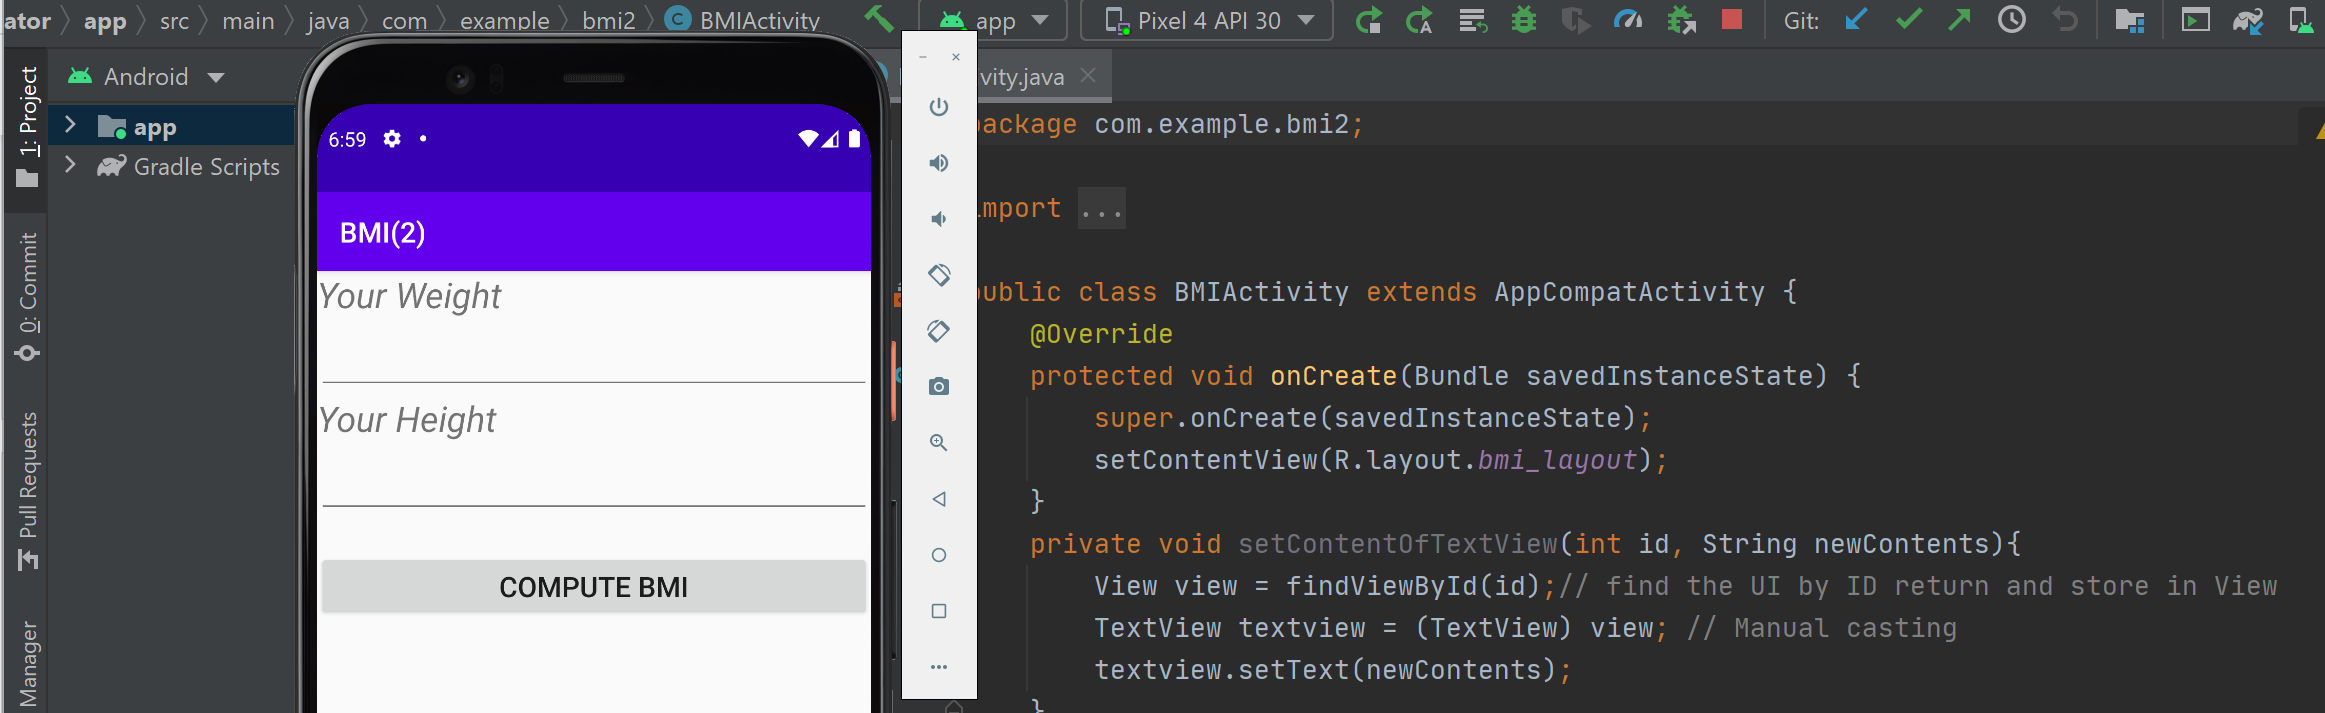 ator app src main java com example bmi2 BMIActivity app Pixel 4 API 30 Git:
Android
vity.java
1: Project
app
Gradle Scripts
0: Commit
Pull Requests
Manager
6:59
BMI(2)
Your Weight
Your Height
COMPUTE BMI
ackage com.example.bmi2;
import ...
public class BMIActivity extends AppCompatActivity {
@Override
protected void onCreate(Bundle savedInstanceState) {
super.onCreate(savedInstanceState);
setContentView(R.layout.bmi_layout);
}
private void setContentOfTextView(int id, String newContents){
View view = findViewById(id);// find the UI by ID return and store in View
TextView textview = (TextView) view; // Manual casting
textview.setText(newContents);
}